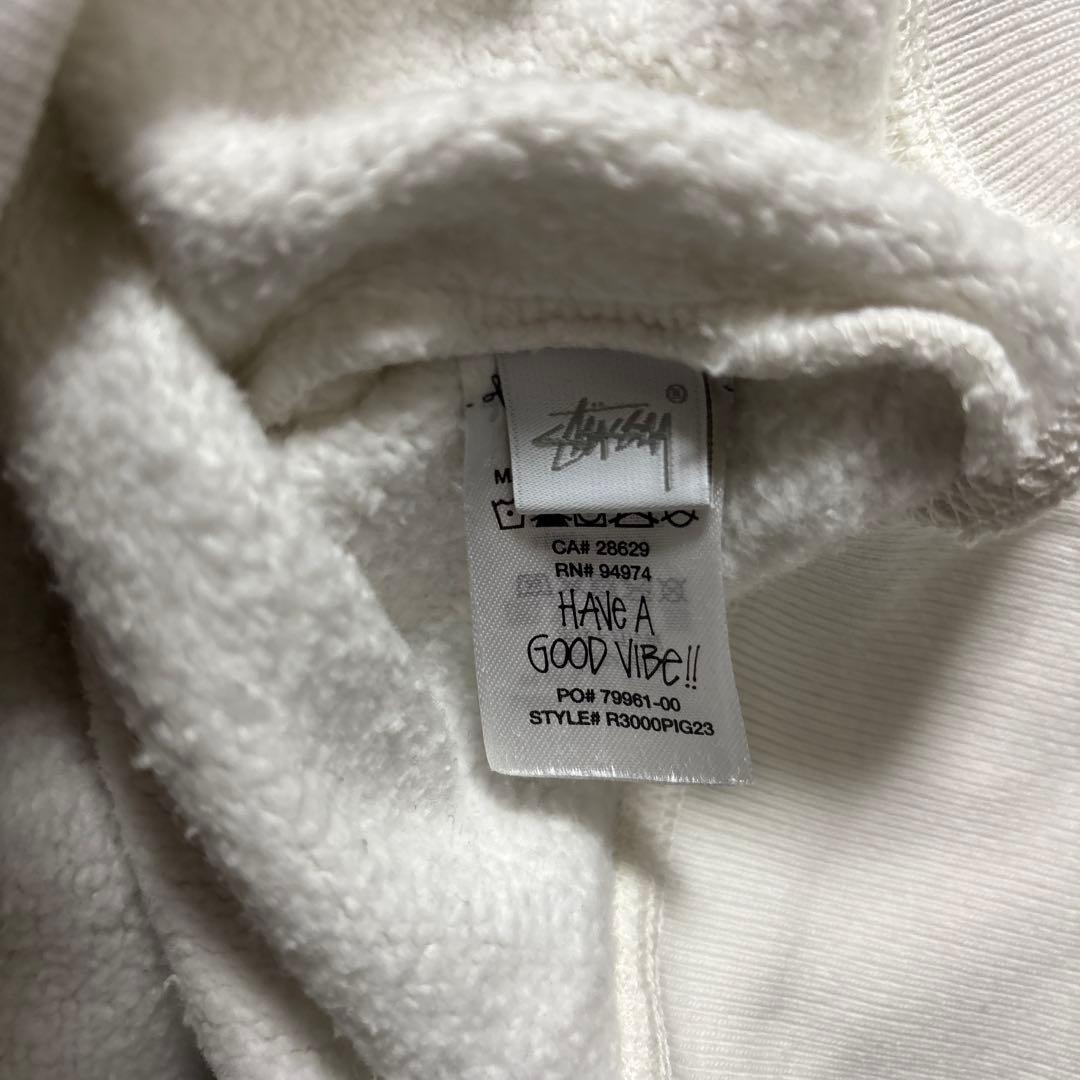 STÜSSY ®
CA# 28629
RN# 94974
HAVE A
GOOD VIBE!!
PO# 79961-00
STYLE# R3000PIG23